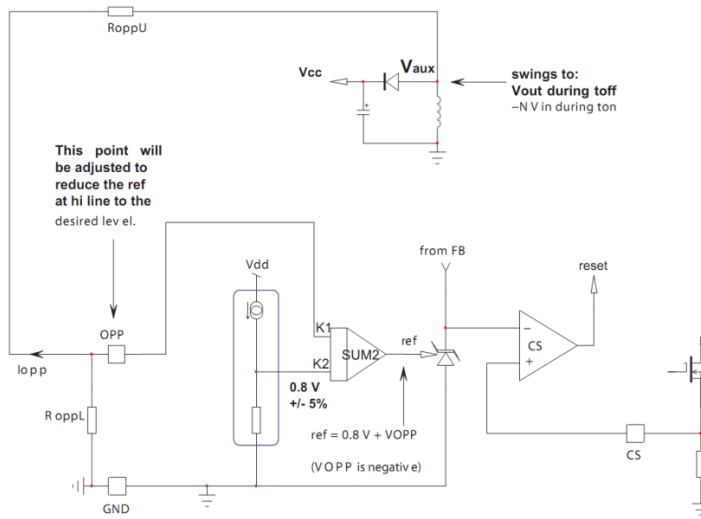 RoppU
Vcc
Vaux
swings to:
Vout during toff
−N V in during ton
This point will
be adjusted to
reduce the ref
at hi line to the
desired lev el.
from FB
reset
Vdd
OPP
K1
K2
SUM2
ref
CS
−
+
Iopp
0.8 V
+/- 5%
R oppL
ref = 0.8 V + VOPP
(V O P P is negativ e)
CS
GND
+